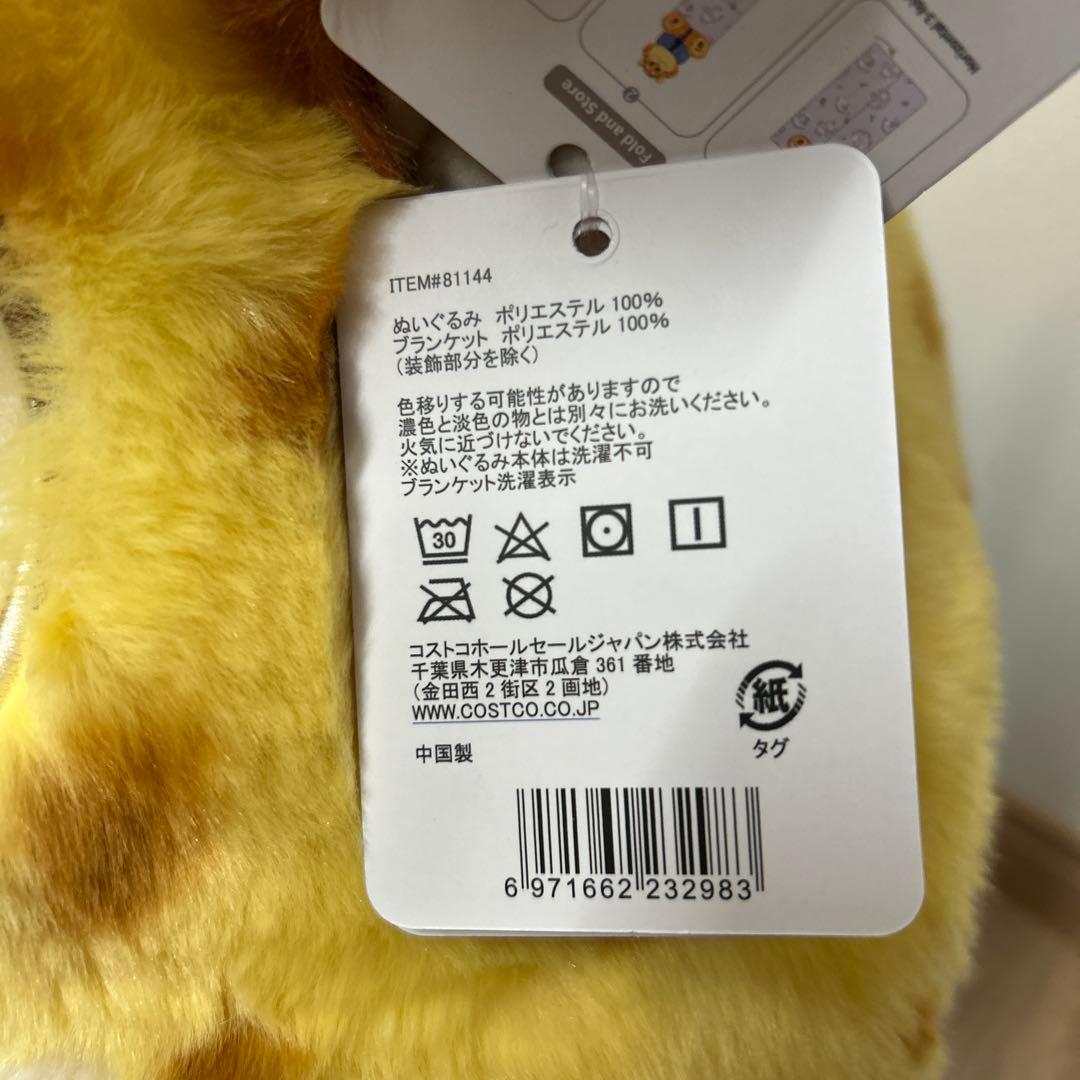 Fold and Store
2
ITEM#81144
ぬいぐるみ ポリエステル 100%
ブランケット ポリエステル 100%
(装飾部分を除く)
色移りする可能性がありますので
濃色と淡色の物とは別々にお洗いください。
火気に近づけないでください。
※ぬいぐるみ本体は洗濯不可
ブランケット洗濯表示
30
コストコホールセールジャパン株式会社
千葉県木更津市瓜倉 361 番地
(金田西 2 街区 2 画地)
WWW.COSTCO.CO.JP
紙
タグ
中国製
6 971662 232983